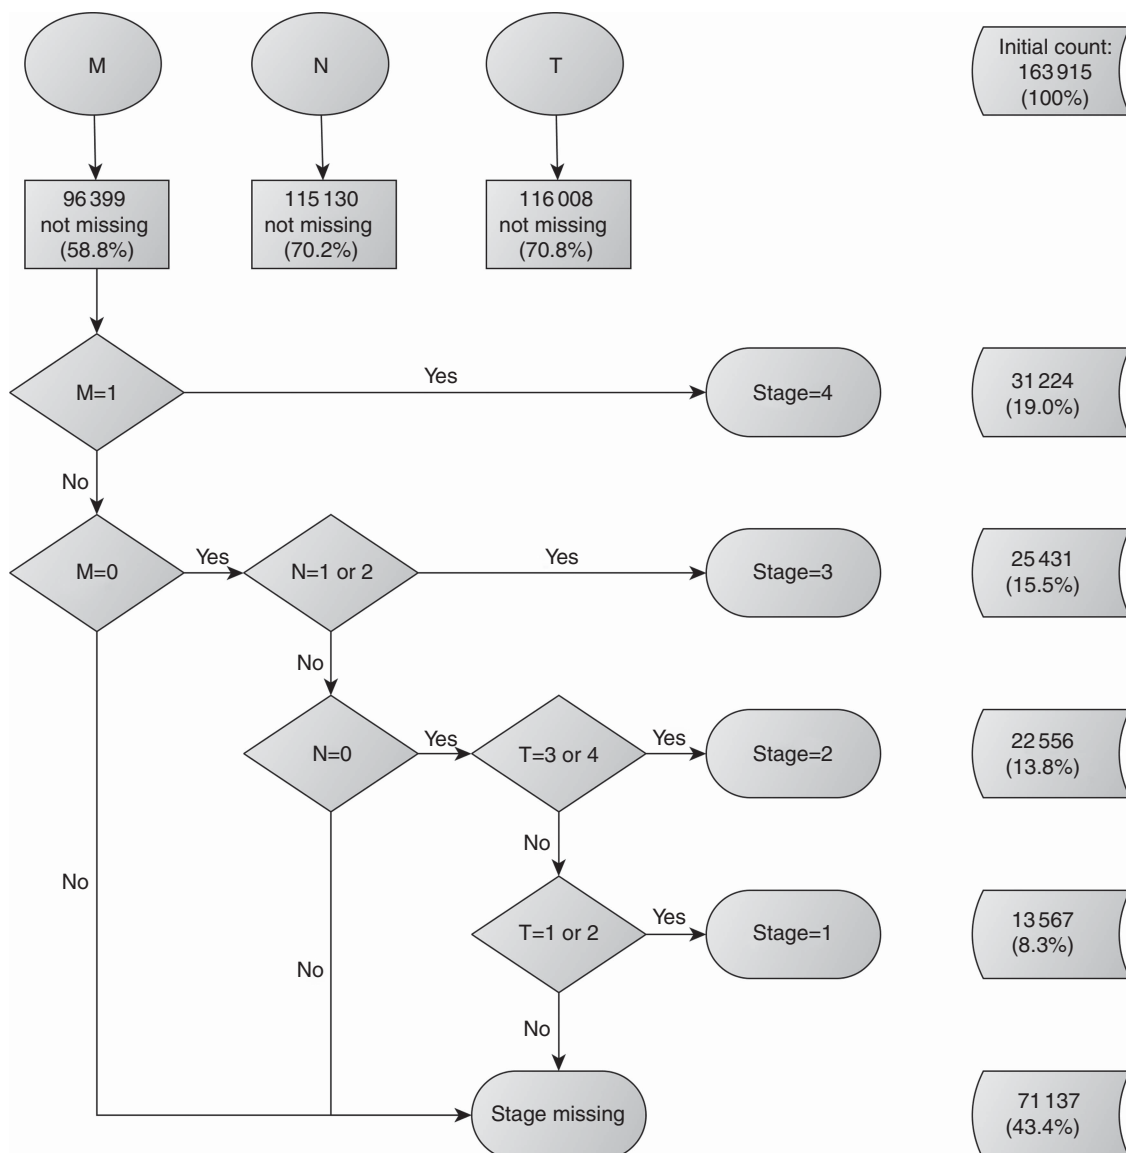 M
N
T
Initial count:
163 915
(100%)
96 399
not missing
(58.8%)
115 130
not missing
(70.2%)
116 008
not missing
(70.8%)
M=1
Yes
Stage=4
31 224
(19.0%)
No
M=0
Yes
N=1 or 2
Yes
Stage=3
25 431
(15.5%)
No
N=0
Yes
T=3 or 4
Yes
Stage=2
22 556
(13.8%)
No
No
T=1 or 2
Yes
Stage=1
13 567
(8.3%)
No
No
Stage missing
71 137
(43.4%)